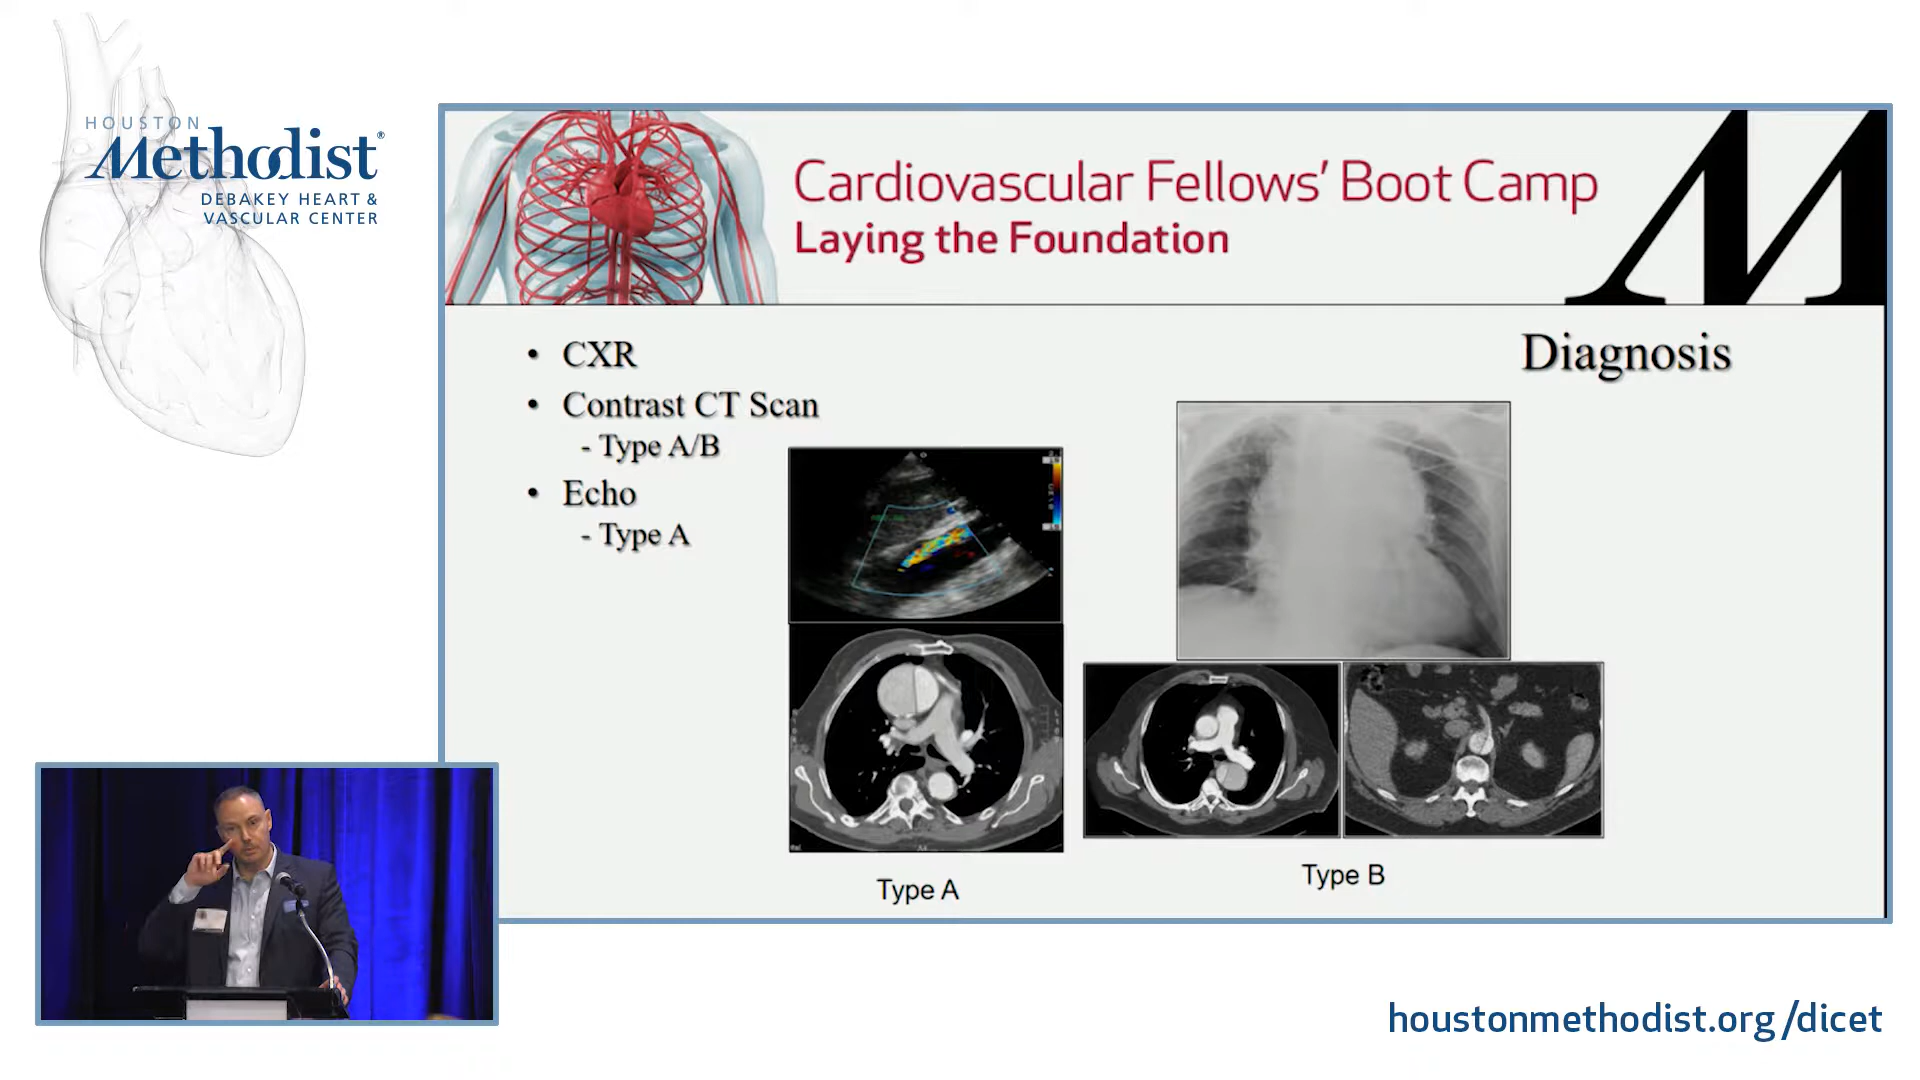 HOUSTON
Methodist®
DEBAKEY HEART &
VASCULAR CENTER
Cardiovascular Fellows' Boot Camp
Laying the Foundation
M
Diagnosis
• CXR
• Contrast CT Scan
- Type A/B
• Echo
- Type A
Type A
Type B
houstonmethodist.org/dicet